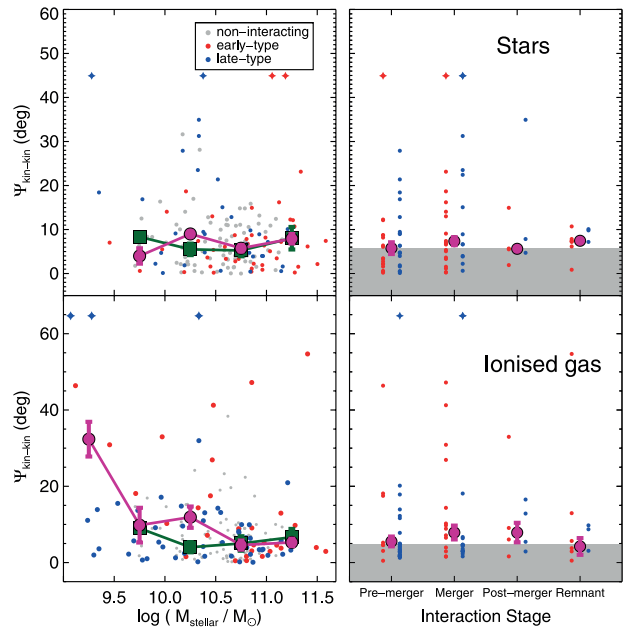 60
non-interacting
early-type
late-type
Stars
50
40
30
20
10
0
Ψkin−kin (deg)
60
Ionised gas
40
20
0
Ψkin−kin (deg)
9.5 10.0 10.5 11.0 11.5
Pre−merger Merger Post−merger Remnant
log( Mstellar / M⊙)
Interaction Stage